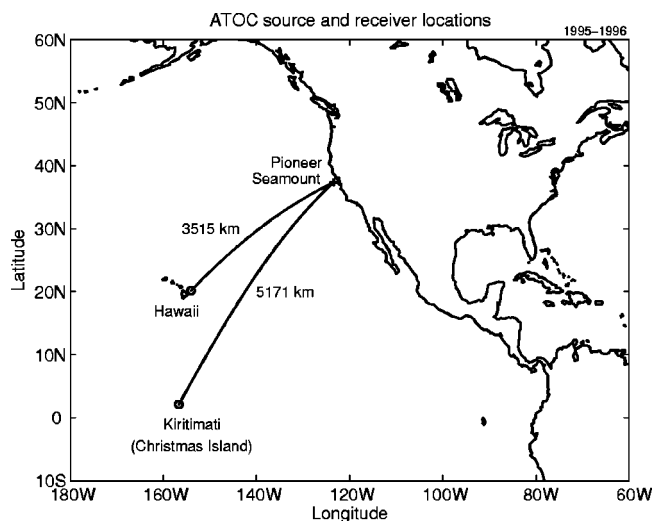 ATOC source and receiver locations
1995–1996
60N
50N
40N
30N
20N
10N
0
10S
Latitude
Pioneer
Seamount
3515 km
5171 km
Hawaii
Kiritimati
(Christmas Island)
180W
160W
140W
120W
100W
80W
60W
Longitude